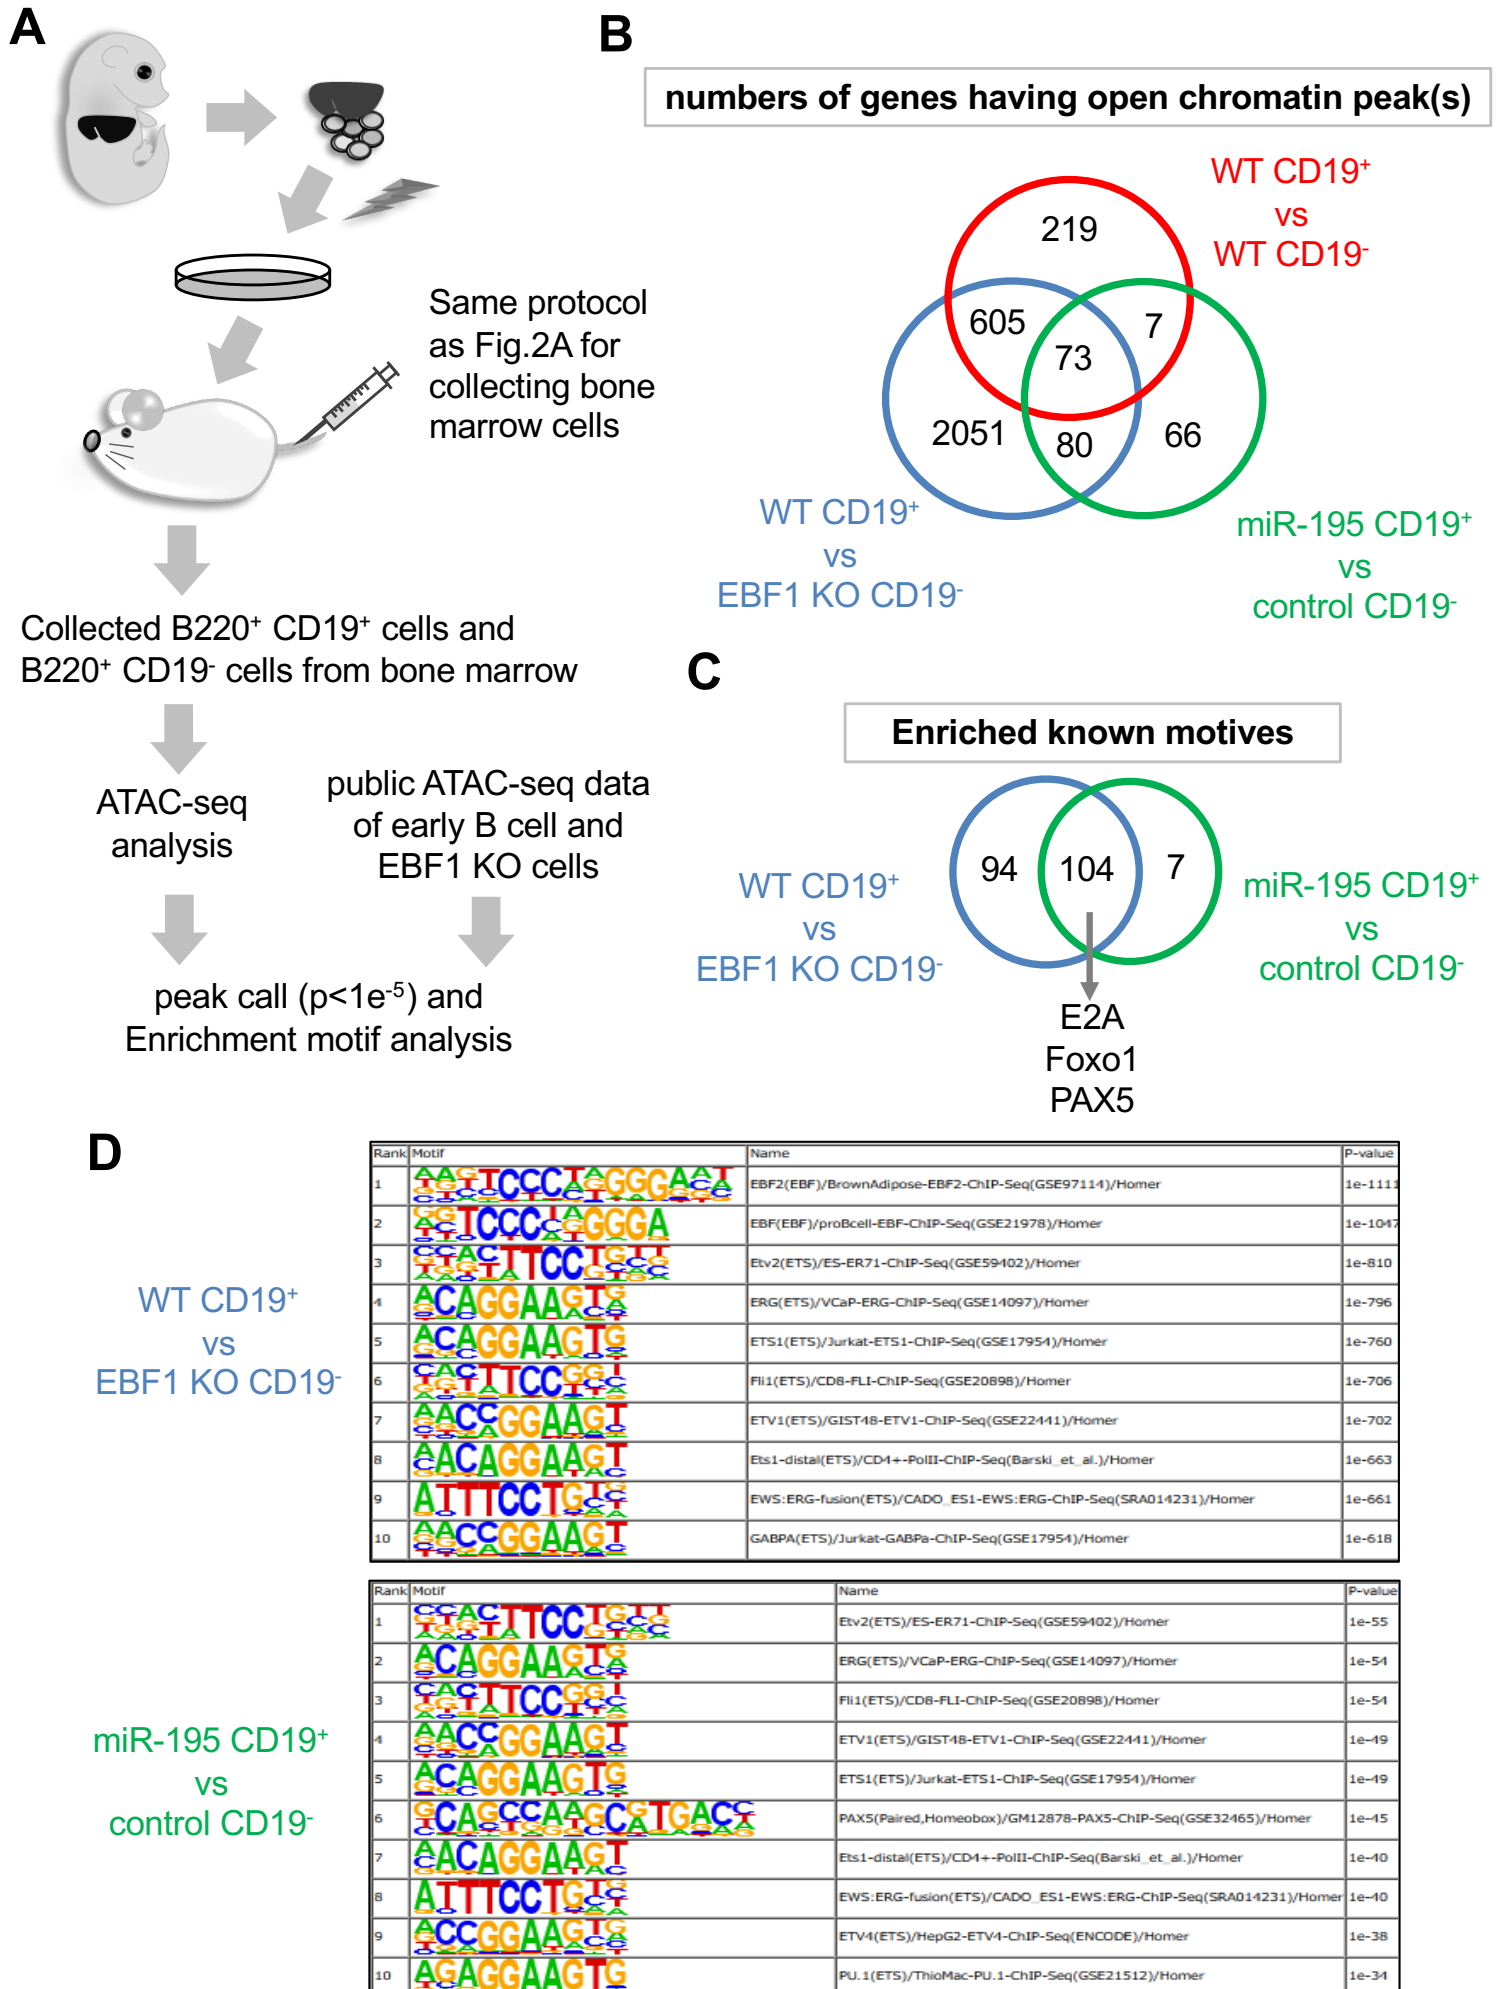 A
Same protocol
as Fig.2A for
collecting bone
marrow cells
Collected B220+ CD19+ cells and
B220+ CD19- cells from bone marrow
ATAC-seq
analysis
public ATAC-seq data
of early B cell and
EBF1 KO cells
peak call (p<1e-5) and
Enrichment motif analysis
B
numbers of genes having open chromatin peak(s)
WT CD19+
vs
WT CD19-
219
605
7
73
2051
80
66
WT CD19+
vs
EBF1 KO CD19-
miR-195 CD19+
vs
control CD19-
C
Enriched known motives
94
104
7
WT CD19+
vs
EBF1 KO CD19-
miR-195 CD19+
vs
control CD19-
E2A
Foxo1
PAX5
D
WT CD19+
vs
EBF1 KO CD19-
Rank Motif Name P-value
1 EBF2(EBF)/BrownAdipose-EBF2-ChIP-Seq(GSE97114)/Homer 1e-1111
2 EBF(EBF)/proBcell-EBF-ChIP-Seq(GSE21978)/Homer 1e-1047
3 Etv2(ETS)/ES-ER71-ChIP-Seq(GSE59402)/Homer 1e-810
4 ERG(ETS)/VCaP-ERG-ChIP-Seq(GSE14097)/Homer 1e-796
5 ETS1(ETS)/Jurkat-ETS1-ChIP-Seq(GSE17954)/Homer 1e-760
6 Fli1(ETS)/CD8-FLI-ChIP-Seq(GSE20898)/Homer 1e-706
7 ETV1(ETS)/GIST48-ETV1-ChIP-Seq(GSE22441)/Homer 1e-702
8 Ets1-distal(ETS)/CD4+-PolII-ChIP-Seq(Barski_et_al.)/Homer 1e-663
9 EWS:ERG-fusion(ETS)/CADO_ES1-EWS:ERG-ChIP-Seq(SRA014231)/Homer 1e-661
10 GABPA(ETS)/Jurkat-GABPa-ChIP-Seq(GSE17954)/Homer 1e-618
miR-195 CD19+
vs
control CD19-
Rank Motif Name P-value
1 Etv2(ETS)/ES-ER71-ChIP-Seq(GSE59402)/Homer 1e-55
2 ERG(ETS)/VCaP-ERG-ChIP-Seq(GSE14097)/Homer 1e-54
3 Fli1(ETS)/CD8-FLI-ChIP-Seq(GSE20898)/Homer 1e-54
4 ETV1(ETS)/GIST48-ETV1-ChIP-Seq(GSE22441)/Homer 1e-49
5 ETS1(ETS)/Jurkat-ETS1-ChIP-Seq(GSE17954)/Homer 1e-49
6 PAX5(Paired,Homeobox)/GM12878-PAX5-ChIP-Seq(GSE32465)/Homer 1e-45
7 Ets1-distal(ETS)/CD4+-PolII-ChIP-Seq(Barski_et_al.)/Homer 1e-40
8 EWS:ERG-fusion(ETS)/CADO_ES1-EWS:ERG-ChIP-Seq(SRA014231)/Homer 1e-40
9 ETV4(ETS)/HepG2-ETV4-ChIP-Seq(ENCODE)/Homer 1e-38
10 PU.1(ETS)/ThioMac-PU.1-ChIP-Seq(GSE21512)/Homer 1e-34